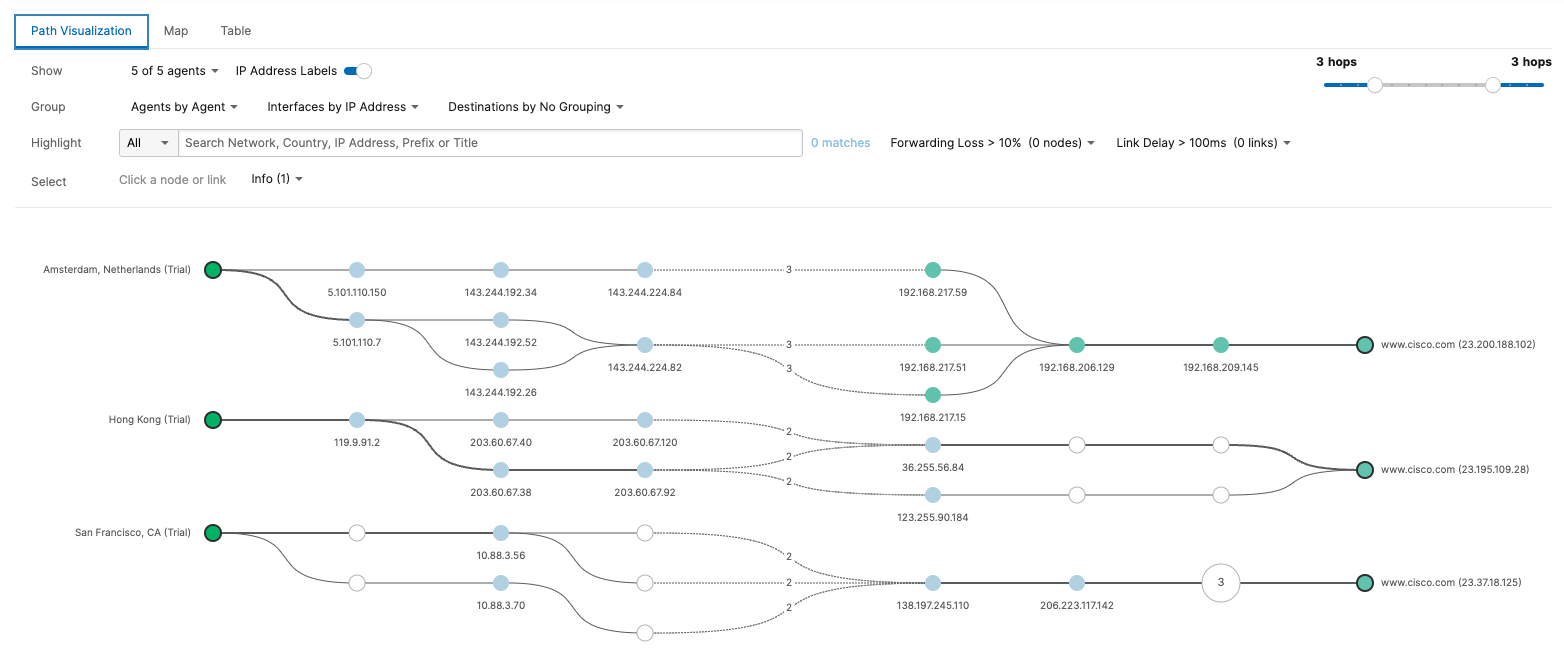 Path Visualization Map Table
3 hops 3 hops
Show 5 of 5 agents IP Address Labels
Group Agents by Agent Interfaces by IP Address Destinations by No Grouping
Highlight All Search Network, Country, IP Address, Prefix or Title 0 matches Forwarding Loss > 10% (0 nodes) Link Delay > 100ms (0 links)
Select Click a node or link Info (1)
Amsterdam, Netherlands (Trial) 3
5.101.110.150 143.244.192.34 143.244.224.84 192.168.217.59
5.101.110.7 143.244.192.52
3 www.cisco.com (23.200.188.102)
143.244.224.82 192.168.217.51 192.168.206.129 192.168.209.145
3
143.244.192.26
192.168.217.15
Hong Kong (Trial)
2
119.9.91.2 203.60.67.40 203.60.67.120
2
36.255.56.84
www.cisco.com (23.195.109.28)
2
203.60.67.38 203.60.67.92
123.255.90.184
San Francisco, CA (Trial)
10.88.3.56
2
2 3 www.cisco.com (23.37.18.125)
10.88.3.70 138.197.245.110 206.223.117.142
2